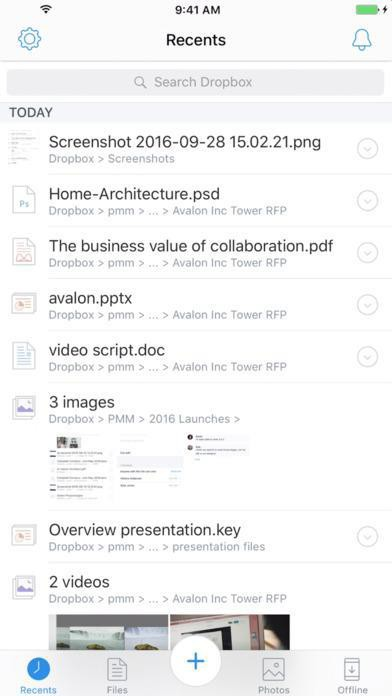 9:41 AM
Recents
Search Dropbox
TODAY
Screenshot 2016-09-28 15.02.21.png
Dropbox > Screenshots
Home-Architecture.psd
Ps
Dropbox > pmm > ... > Avalon Inc Tower RFP
The business value of collaboration.pdf
Dropbox > pmm > ... > Avalon Inc Tower RFP
avalon.pptx
Dropbox > pmm > ... > Avalon Inc Tower RFP
video script.doc
Dropbox > pmm > ... > Avalon Inc Tower RFP
3 images
Dropbox > PMM > 2016 Launches >
Overview presentation.key
Dropbox > pmm > ... > presentation files
2 videos
Dropbox > pmm > ... > Avalon Inc Tower RFP
Recents
Files
Photos
Offline